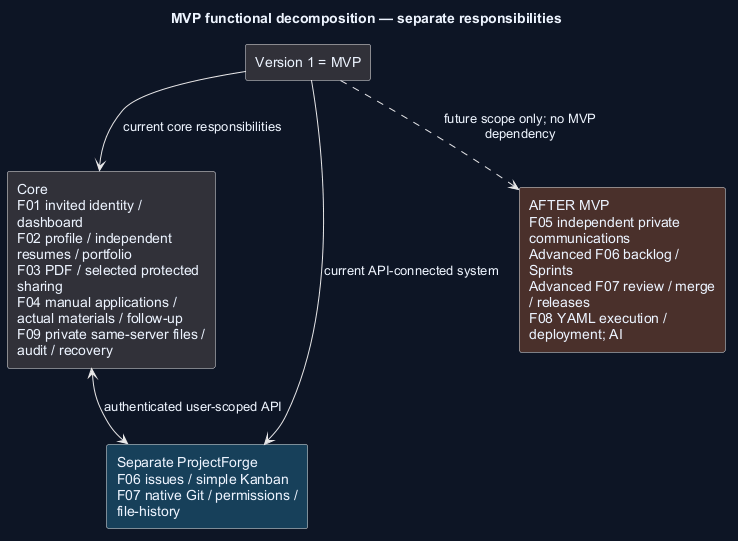 MVP functional decomposition — separate responsibilities
Version 1 = MVP
current core responsibilities
future scope only; no MVP
dependency
Core
F01 invited identity /
dashboard
F02 profile / independent
resumes / portfolio
F03 PDF / selected protected
sharing
F04 manual applications /
actual materials / follow-up
F09 private same-server files /
audit / recovery
AFTER MVP
F05 independent private
communications
Advanced F06 backlog /
Sprints
Advanced F07 review / merge
/ releases
F08 YAML execution /
deployment; AI
current API-connected system
authenticated user-scoped API
Separate ProjectForge
F06 issues / simple Kanban
F07 native Git / permissions /
file-history